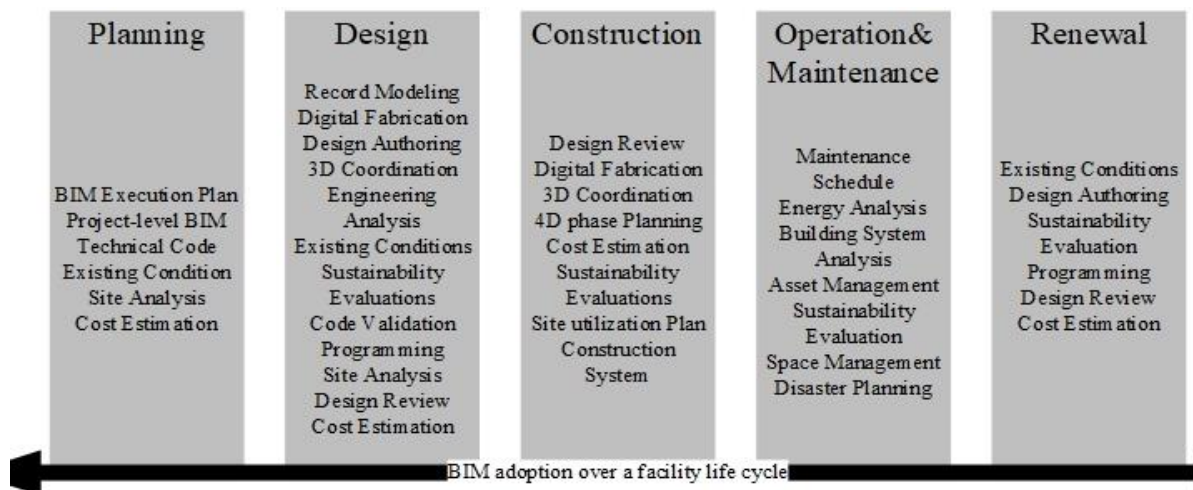 Planning
BIM Execution Plan
Project-level BIM
Technical Code
Existing Condition
Site Analysis
Cost Estimation
Design
Record Modeling
Digital Fabrication
Design Authoring
3D Coordination
Engineering
Analysis
Existing Conditions
Sustainability
Evaluations
Code Validation
Programming
Site Analysis
Design Review
Cost Estimation
Construction
Design Review
Digital Fabrication
3D Coordination
4D phase Planning
Cost Estimation
Sustainability
Evaluations
Site utilization Plan
Construction
System
Operation&
Maintenance
Maintenance
Schedule
Energy Analysis
Building System
Analysis
Asset Management
Sustainability
Evaluation
Space Management
Disaster Planning
Renewal
Existing Conditions
Design Authoring
Sustainability
Evaluation
Programming
Design Review
Cost Estimation
BIM adoption over a facility life cycle